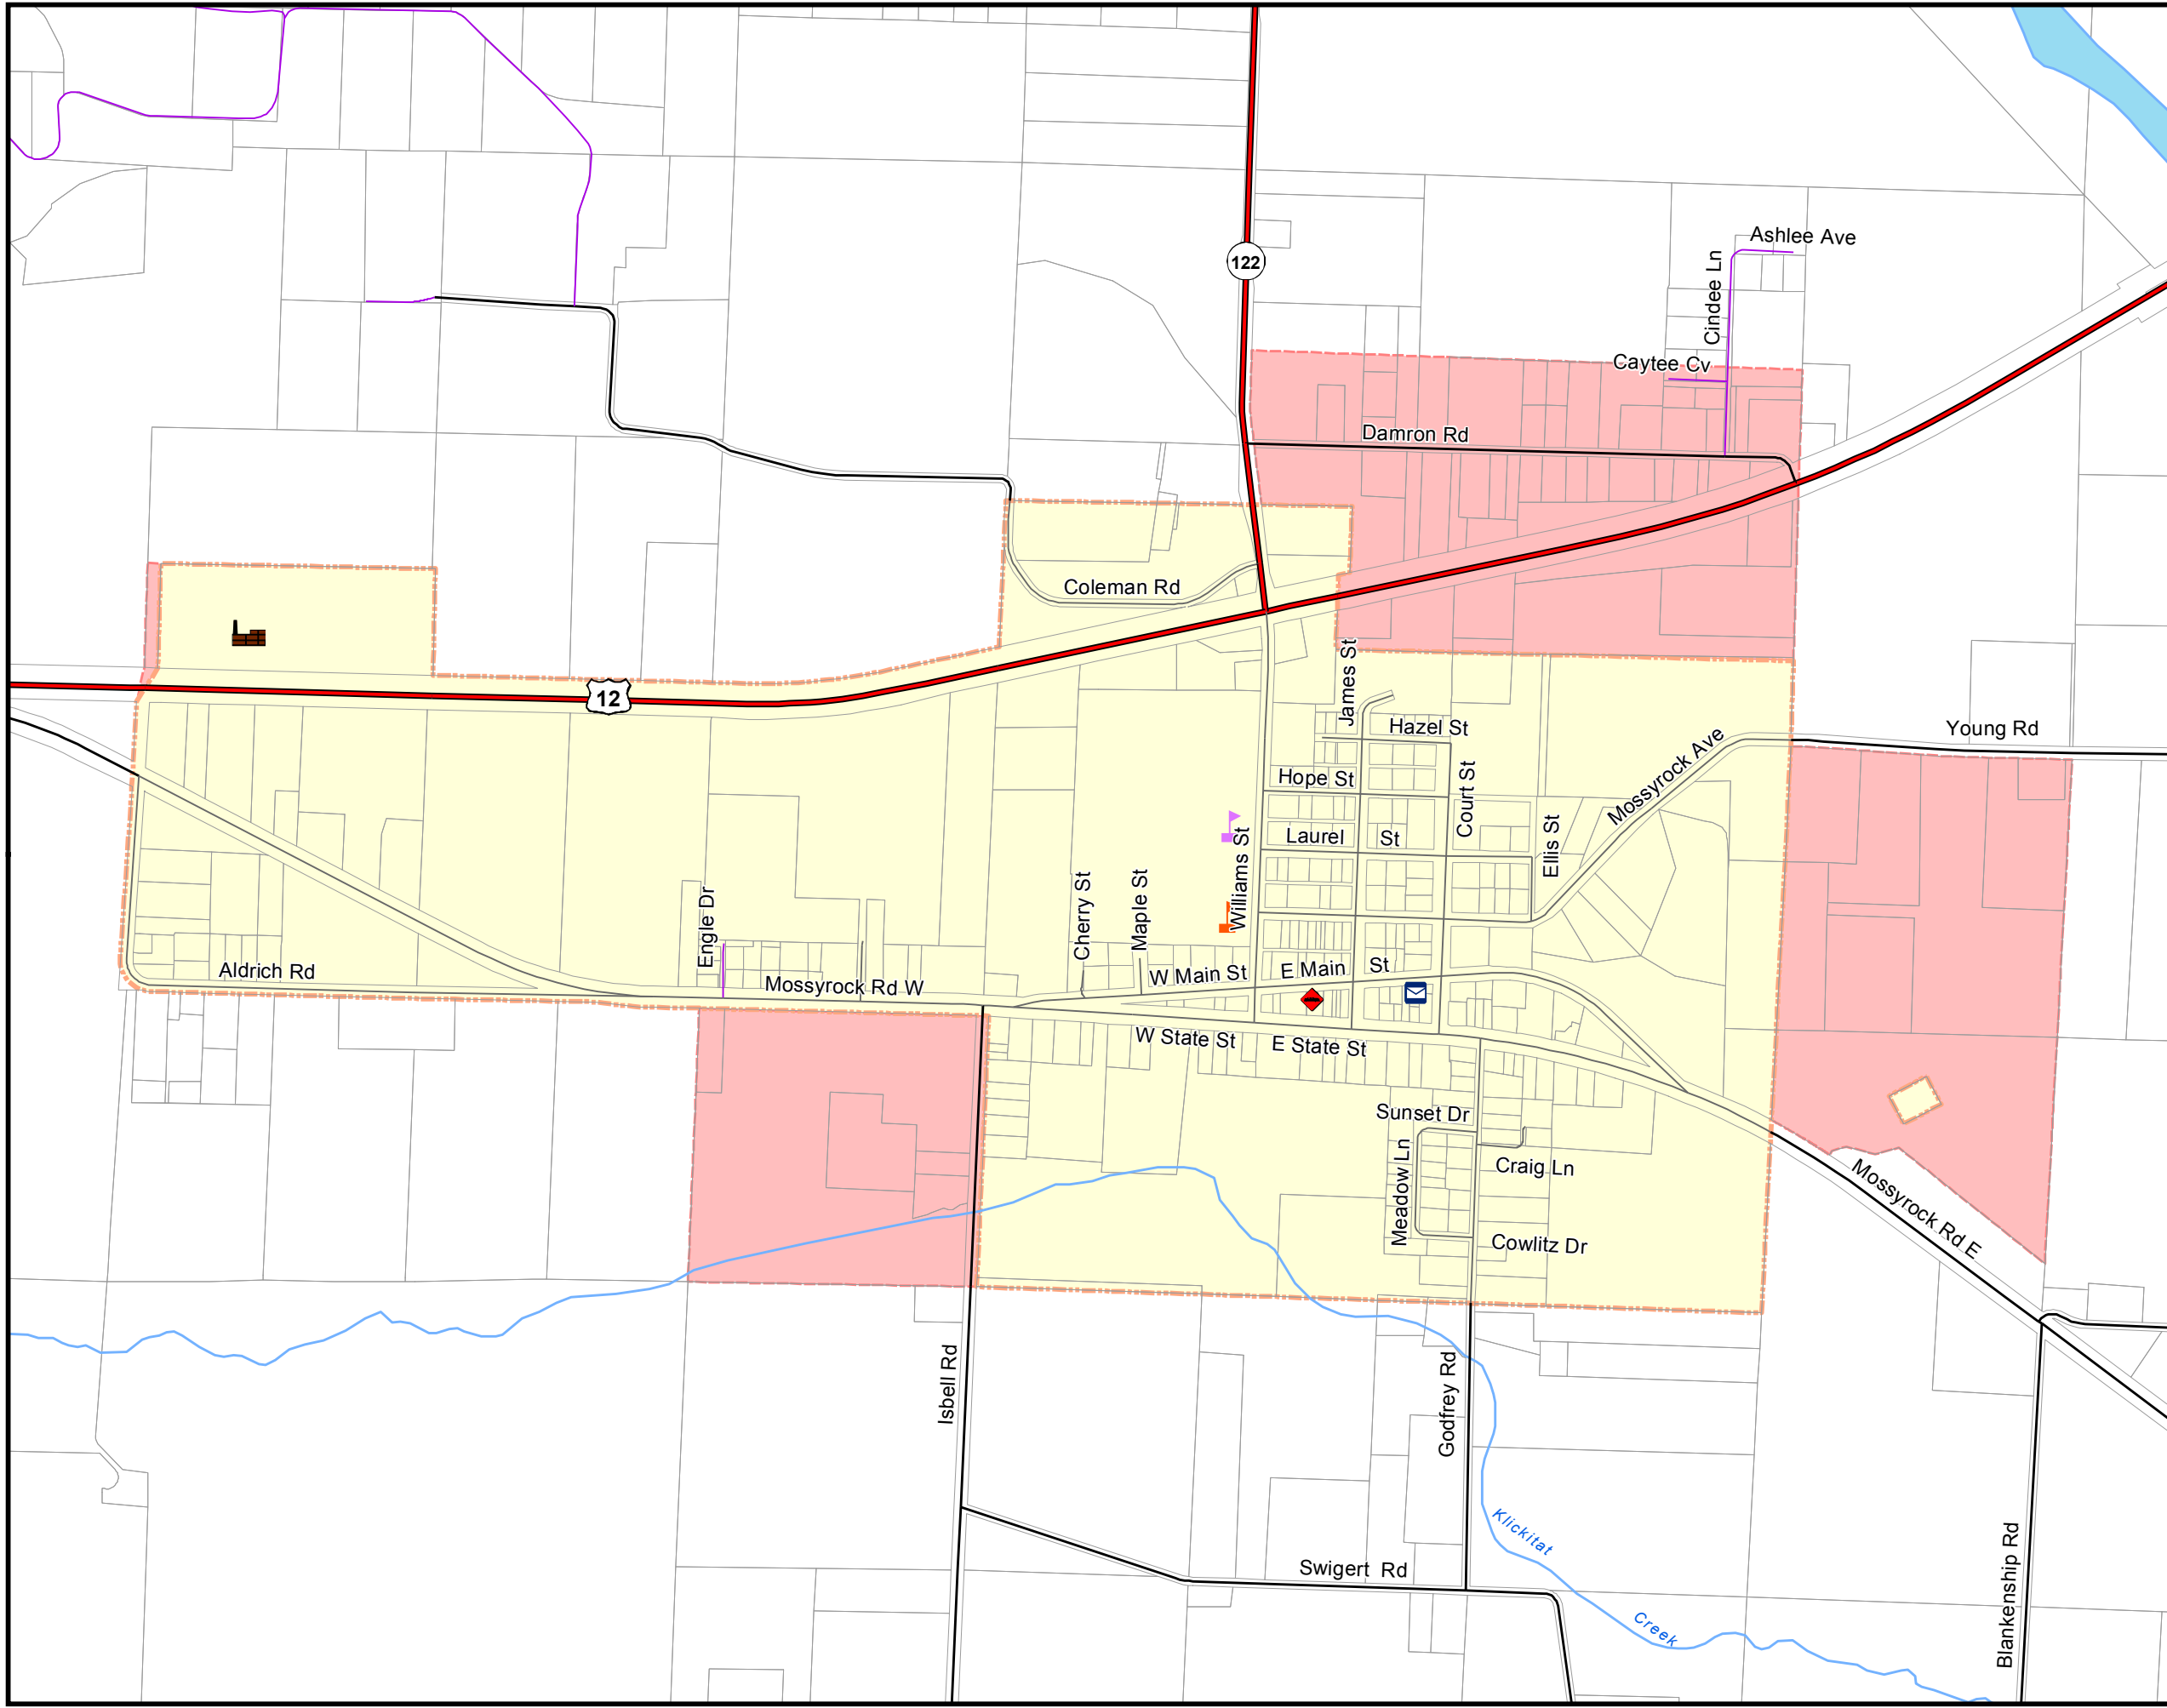 Ashlee Ave
122
Cindee Ln
Caytee Cv
Damron Rd
Coleman Rd
12
James St
Hazel St
Young Rd
Mossyrock Ave
Hope St
Court St
Laurel St
Ellis St
Williams St
Engle Dr
Cherry St
Maple St
Aldrich Rd
W Main St
E Main St
Mossyrock Rd W
W State St
E State St
Sunset Dr
Meadow Ln
Craig Ln
Mossyrock Rd E
Cowlitz Dr
Isbell Rd
Godfrey Rd
Klickitat
Creek
Swigert Rd
Blankenship Rd